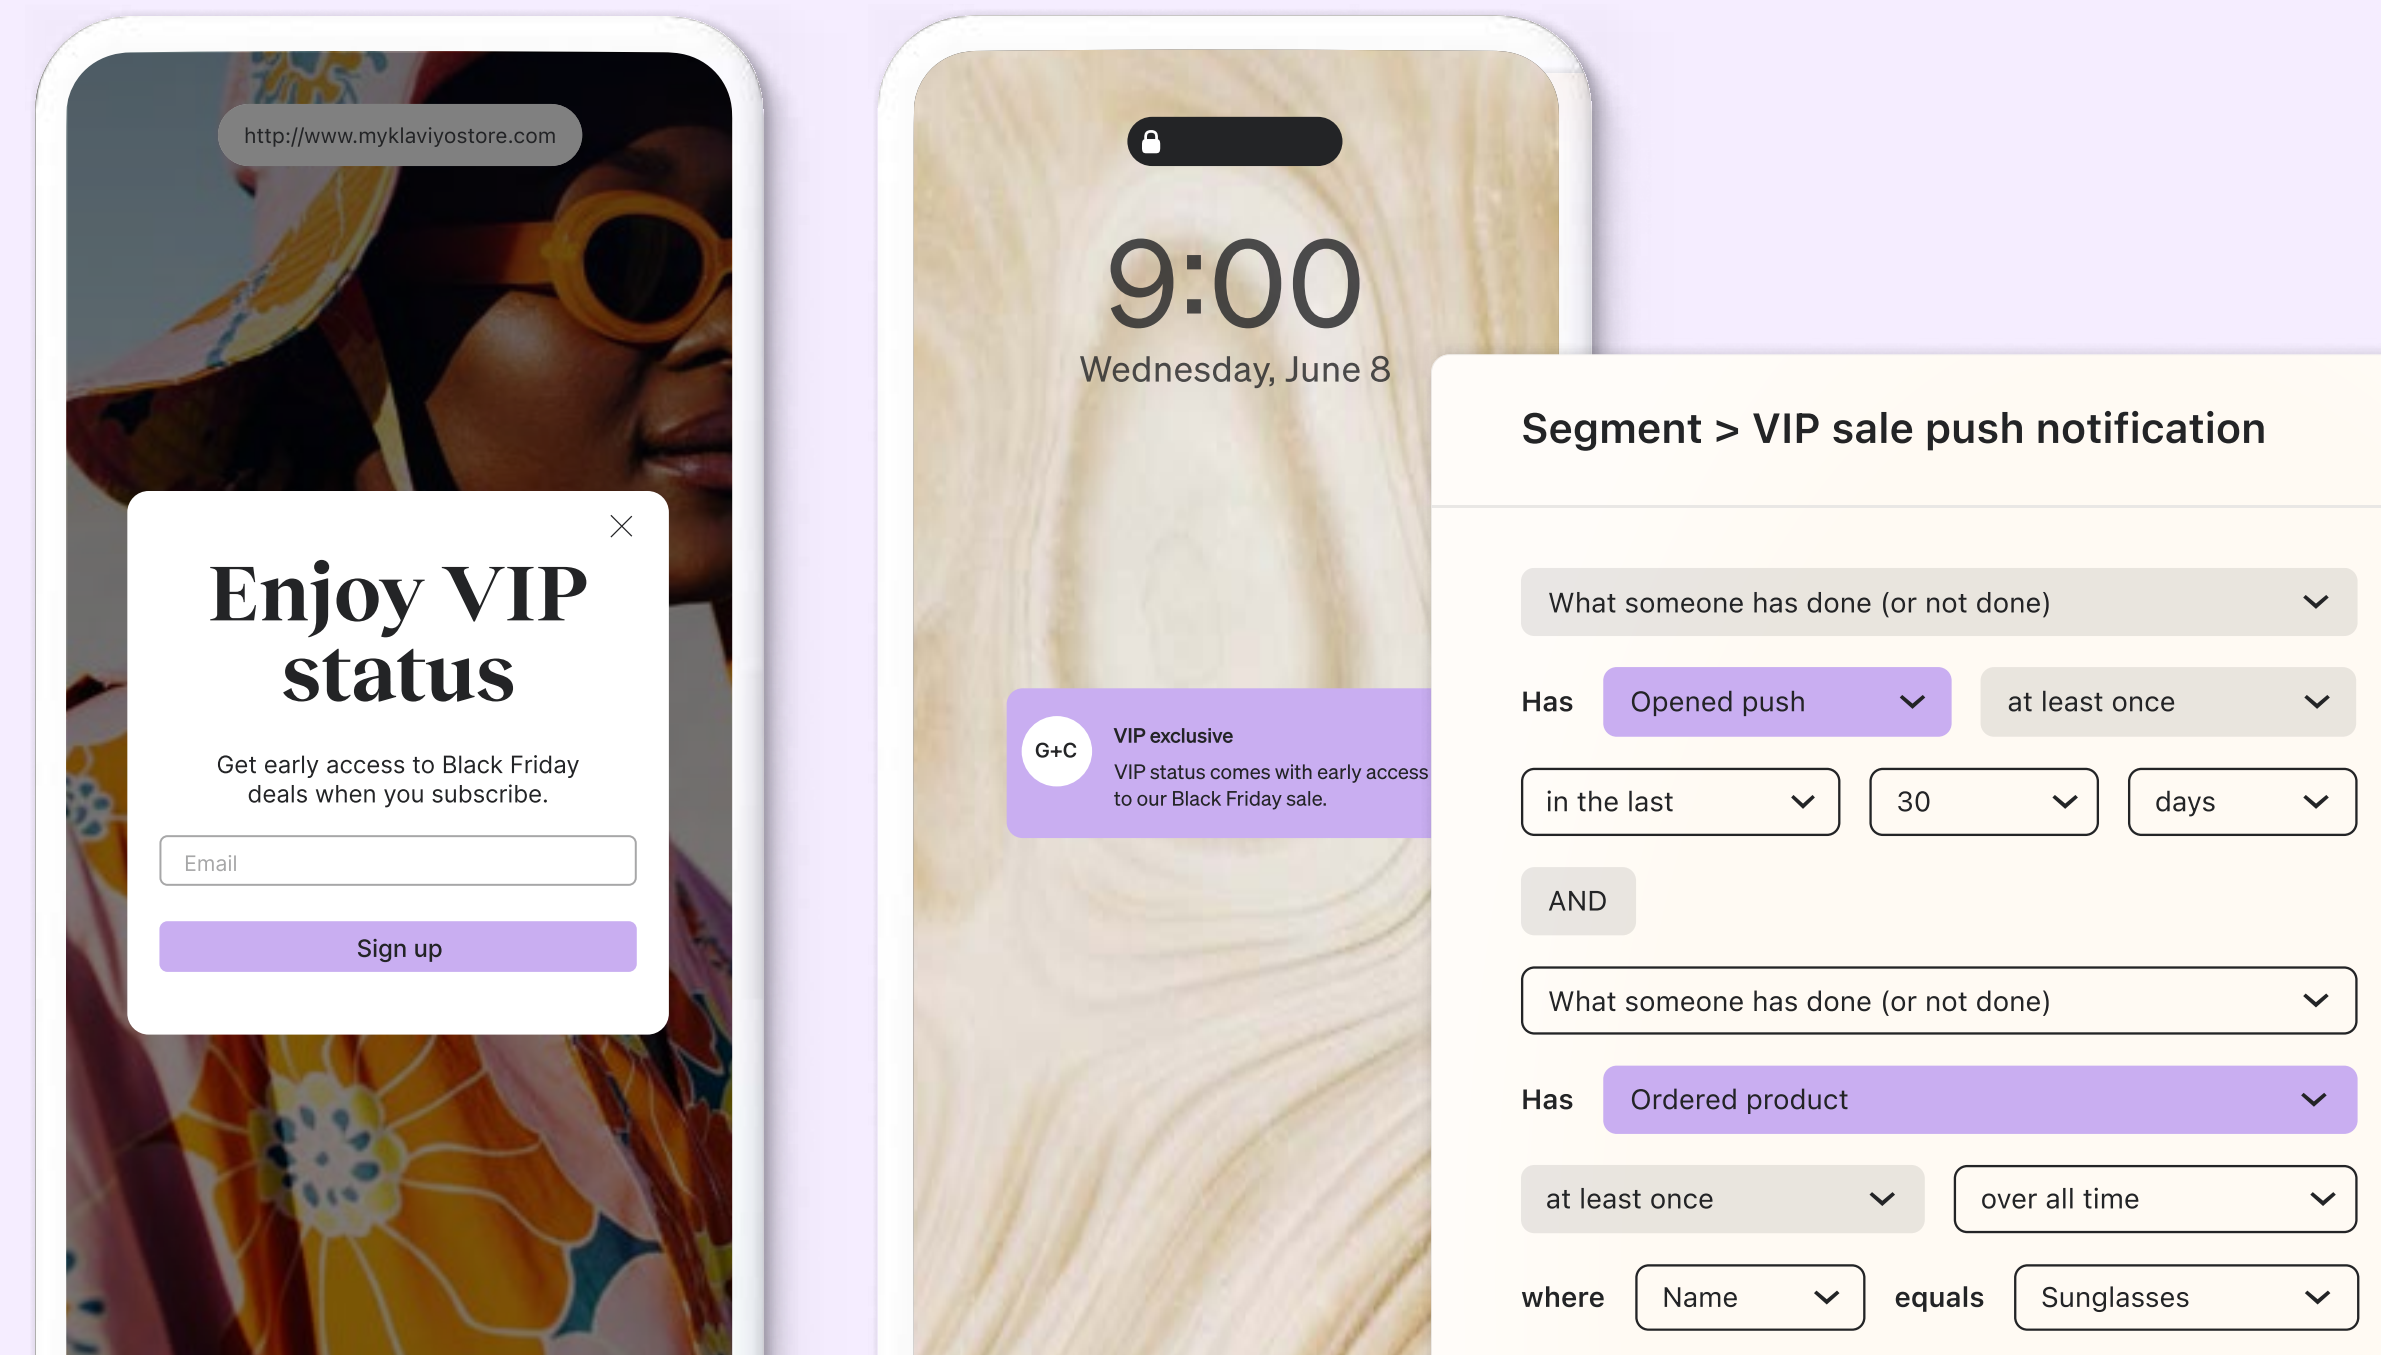 http://www.myklaviyostore.com
Enjoy VIP
status
Get early access to Black Friday
deals when you subscribe.
Email
Sign up
9:00
Wednesday, June 8
G+C
VIP exclusive
VIP status comes with early access
to our Black Friday sale.
Segment > VIP sale push notification
What someone has done (or not done)
Has Opened push at least once
in the last 30 days
AND
What someone has done (or not done)
Has Ordered product
at least once over all time
where Name equals Sunglasses